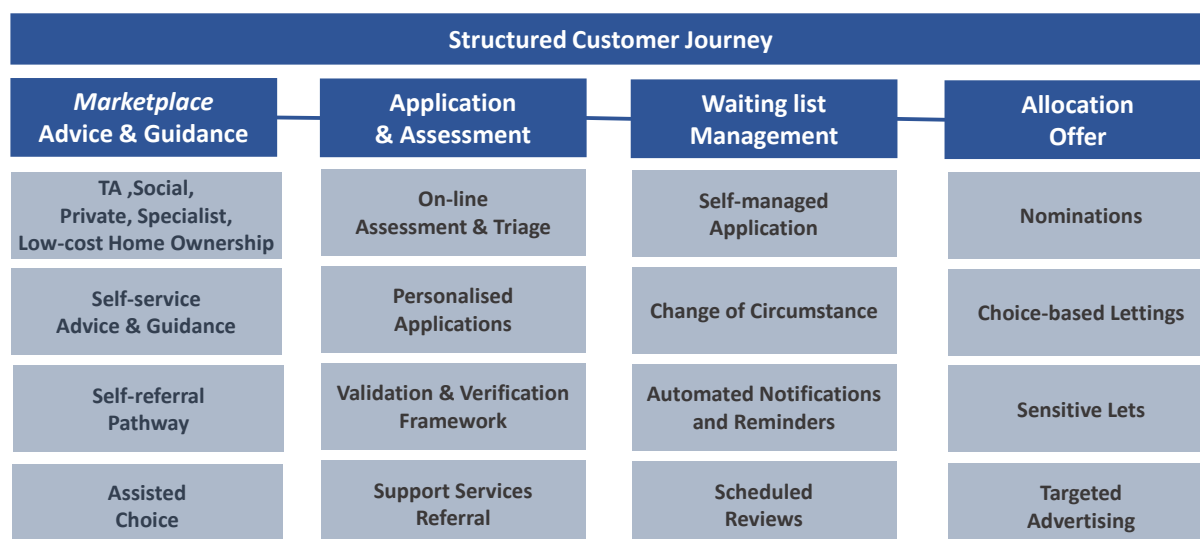 Structured Customer Journey
Marketplace
Advice & Guidance
TA ,Social,
Private, Specialist,
Low-cost Home Ownership
Self-service
Advice & Guidance
Self-referral
Pathway
Assisted
Choice
Application
& Assessment
On-line
Assessment & Triage
Personalised
Applications
Validation & Verification
Framework
Support Services
Referral
Waiting list
Management
Self-managed
Application
Change of Circumstance
Automated Notifications
and Reminders
Scheduled
Reviews
Allocation
Offer
Nominations
Choice-based Lettings
Sensitive Lets
Targeted
Advertising